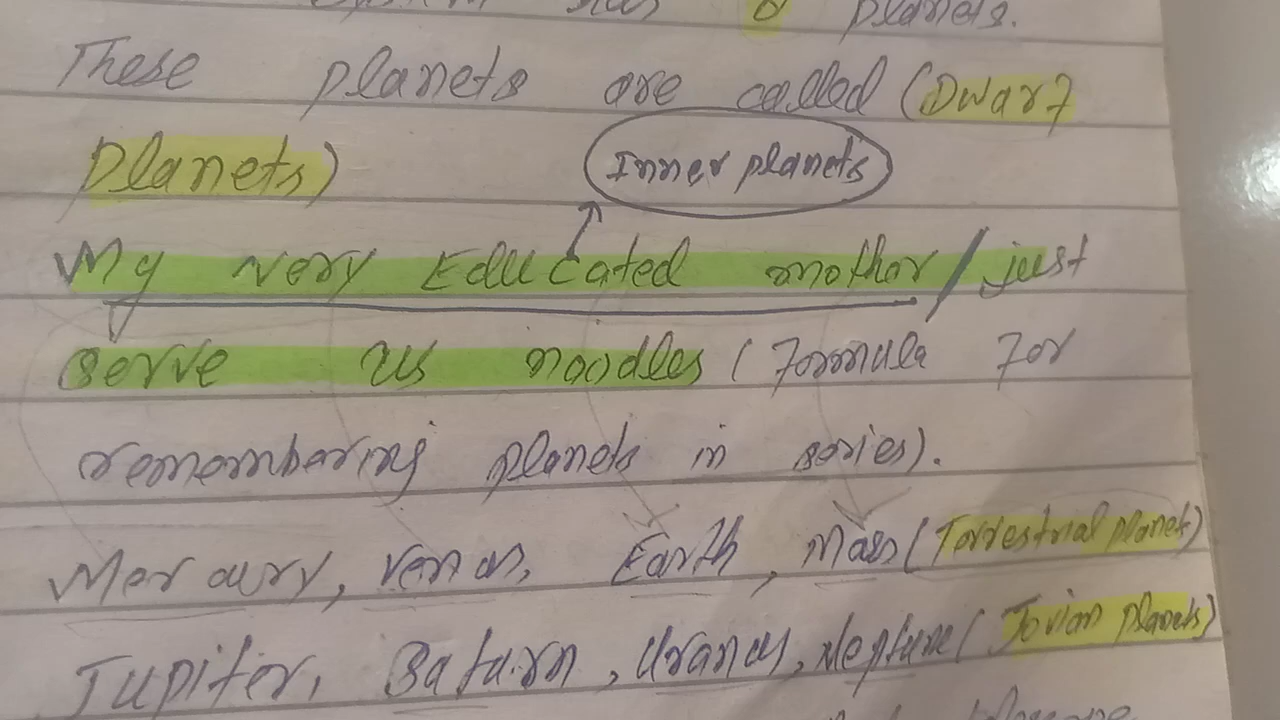 planets.
These planets are called (Dwarf
planets)
Inner planets
My very Educated mother / just
serve us noodles (Formula For
remembering planets in series).
Mercury, Venus, Earth, Mars (Terrestrial planets)
Jupiter, Saturn, Uranus, Neptune (Jovian planets)